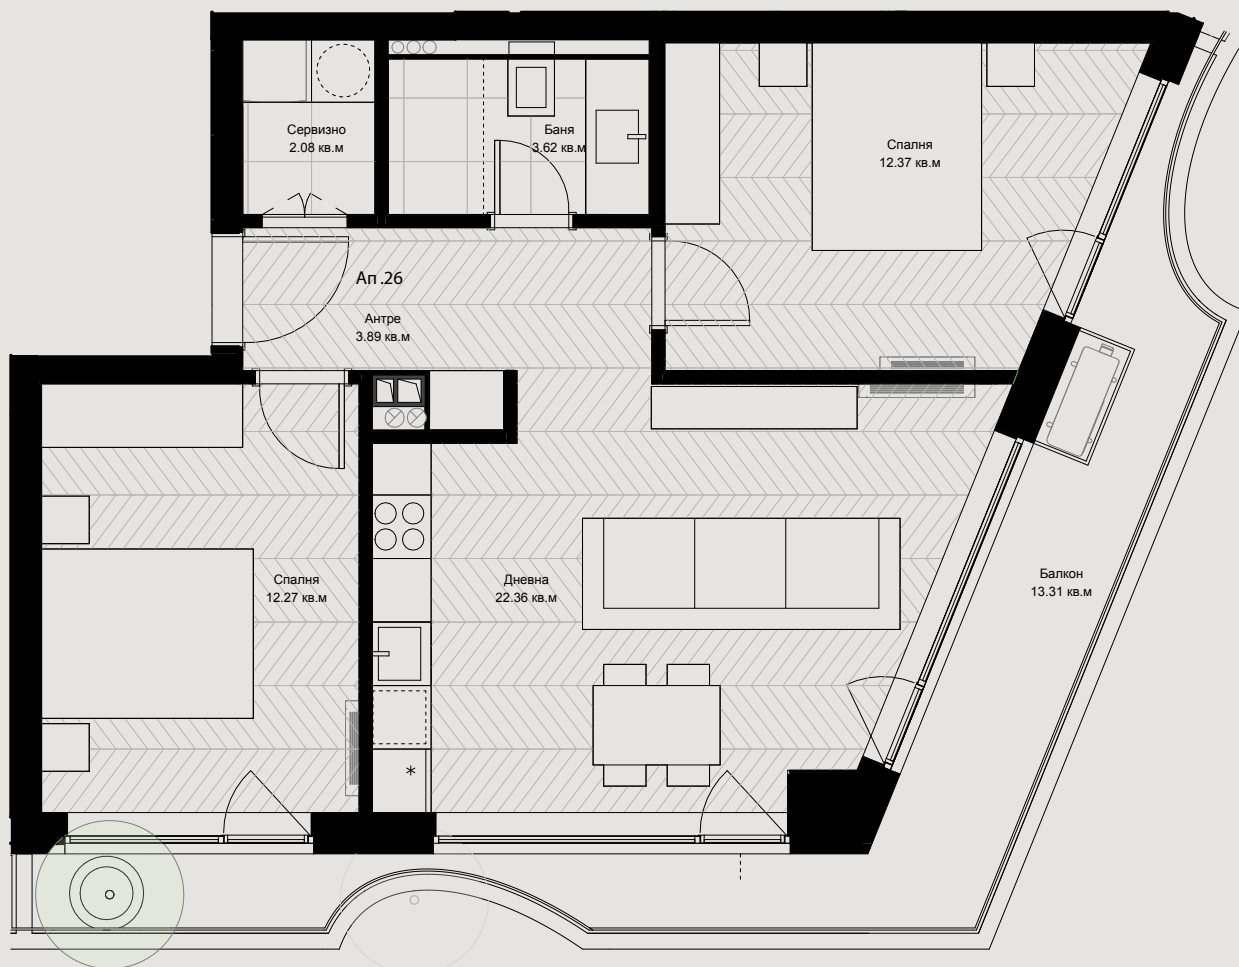 Сервизно
2.08 кв.м
Баня
3.62 кв.м
Спалня
12.37 кв.м
Ап.26
Антре
3.89 кв.м
Спалня
12.27 кв.м
Дневна
22.36 кв.м
Балкон
13.31 кв.м
*